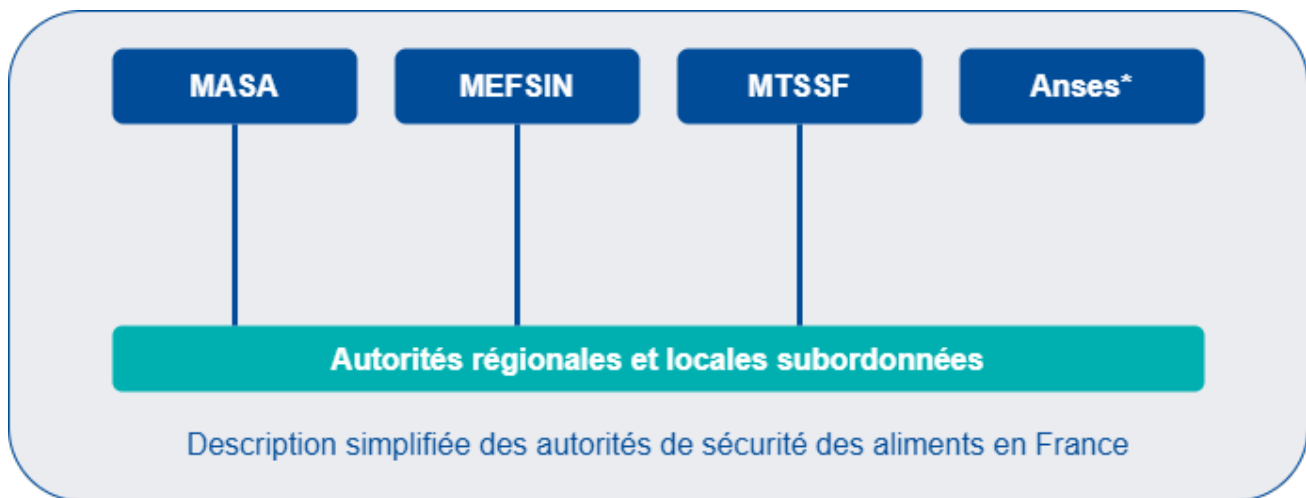 MASA
MEFSIN
MTSSF
Anses*
Autorités régionales et locales subordonnées
Description simplifiée des autorités de sécurité des aliments en France